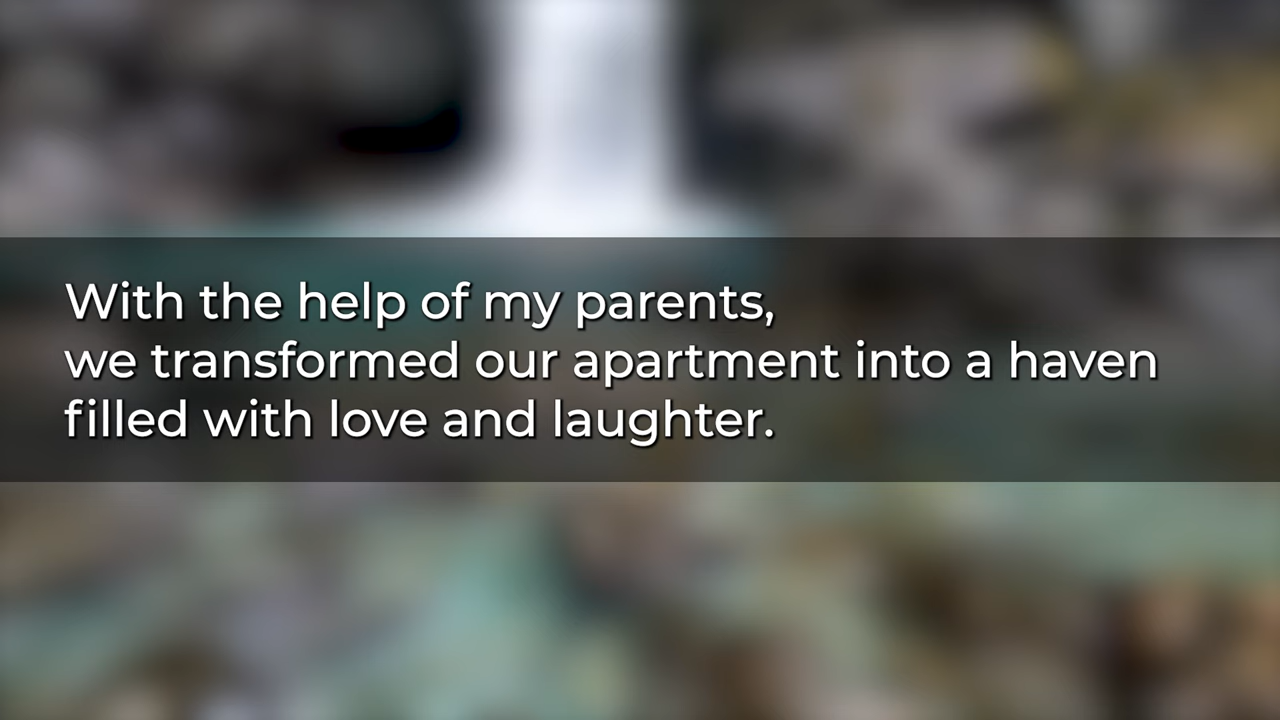 With the help of my parents,
we transformed our apartment into a haven
filled with love and laughter.